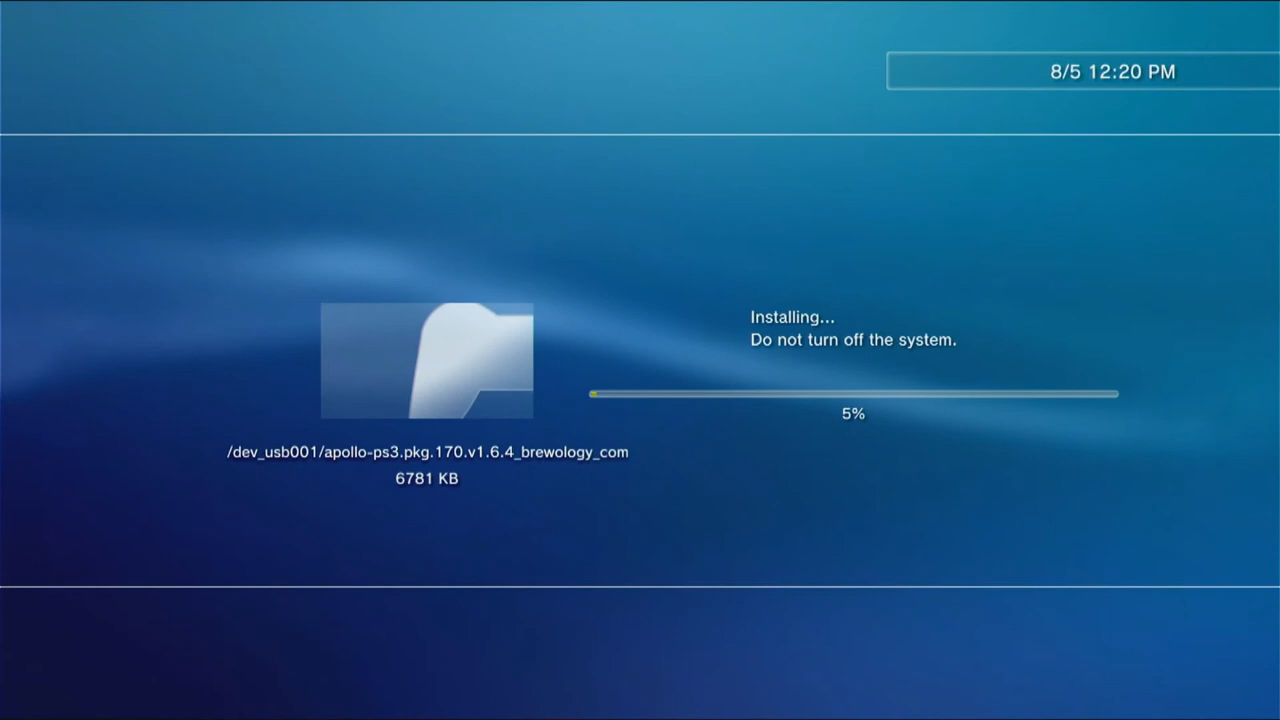 8/5 12:20 PM
Installing...
Do not turn off the system.
5%
/dev_usb001/apollo-ps3.pkg.170.v1.6.4_brewology_com
6781 KB